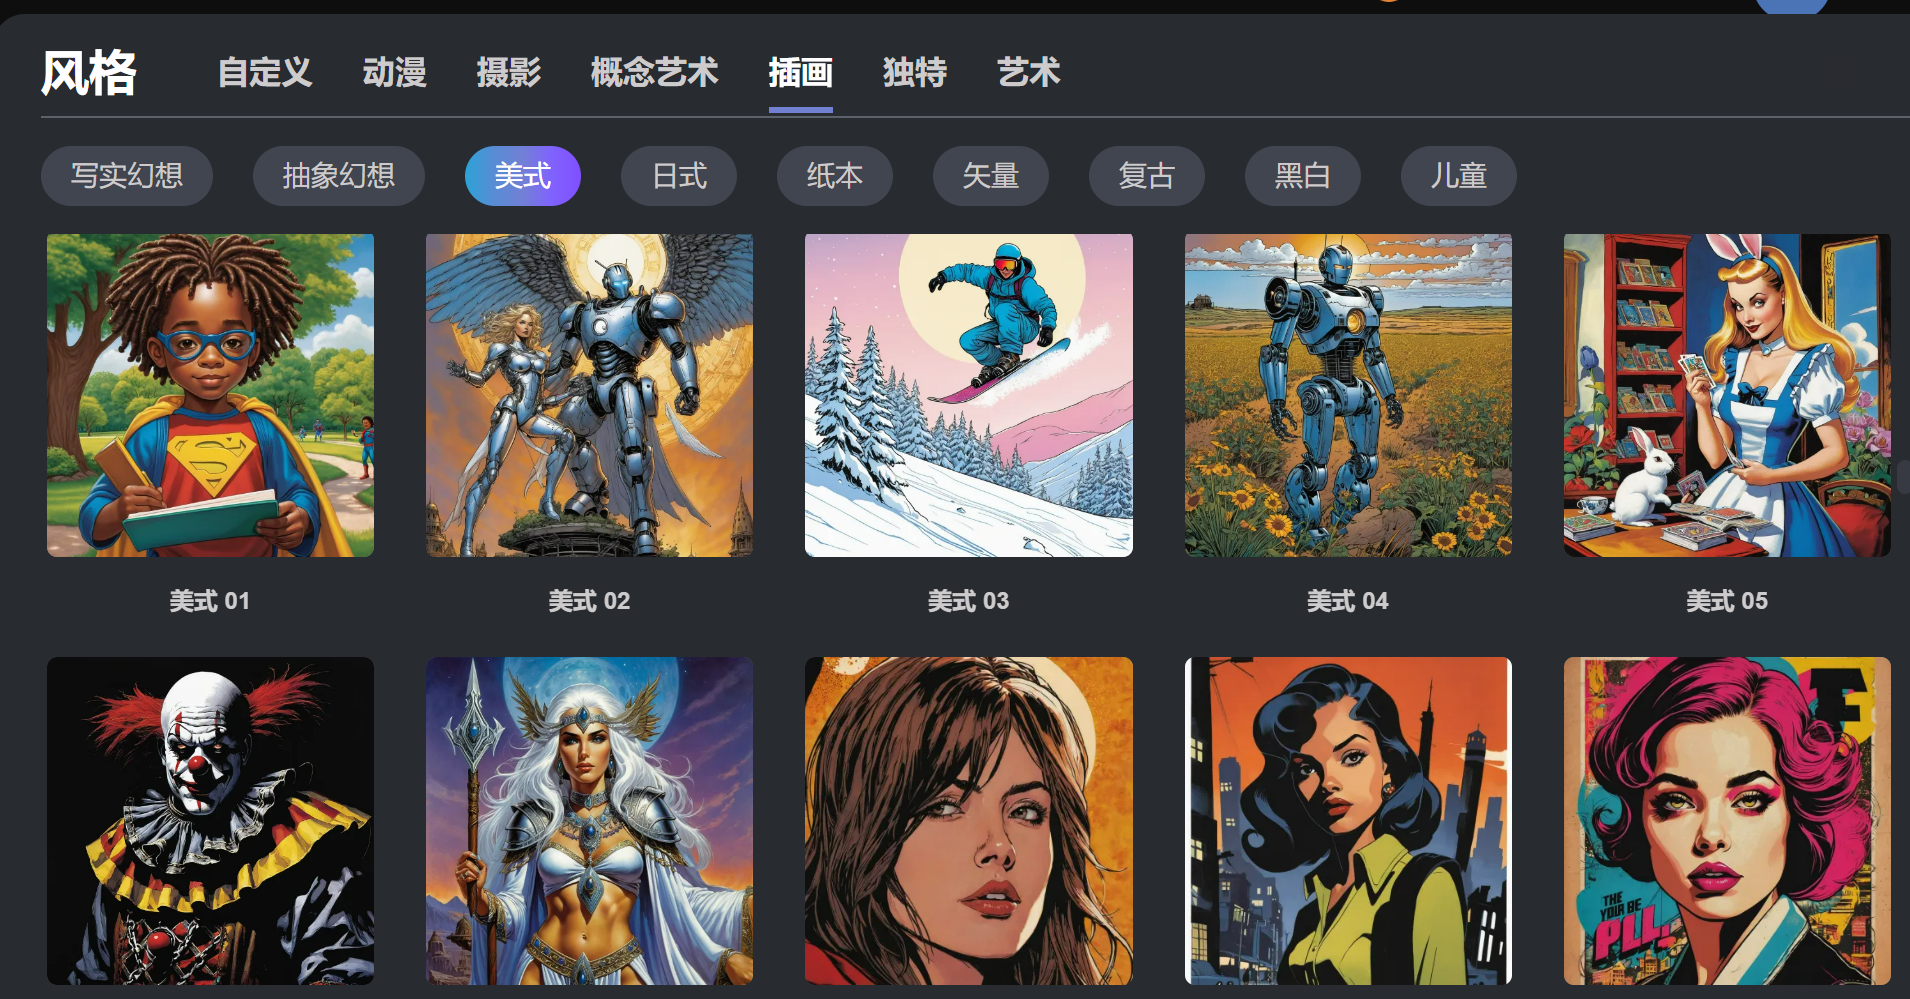 风格 自定义 动漫 摄影 概念艺术 插画 独特 艺术
写实幻想 抽象幻想 美式 日式 纸本 矢量 复古 黑白 儿童
美式 01 美式 02 美式 03 美式 04 美式 05
THE
YOUR BE
PLL